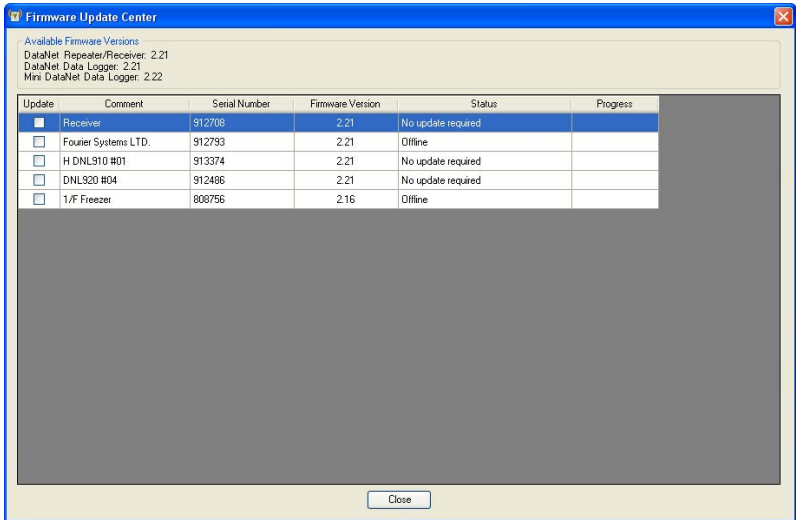 Firmware Update Center
Available Firmware Versions
DataNet Repeater/Receiver: 2.21
DataNet Data Logger: 2.21
Mini DataNet Data Logger: 2.22
Update Comment Serial Number Firmware Version Status Progress
Receiver 912708 2.21 No update required
Fourier Systems LTD. 912793 2.21 Offline
H DNL910 #01 913374 2.21 No update required
DNL920 #04 912486 2.21 No update required
1/F Freezer 808756 2.16 Offline
Close